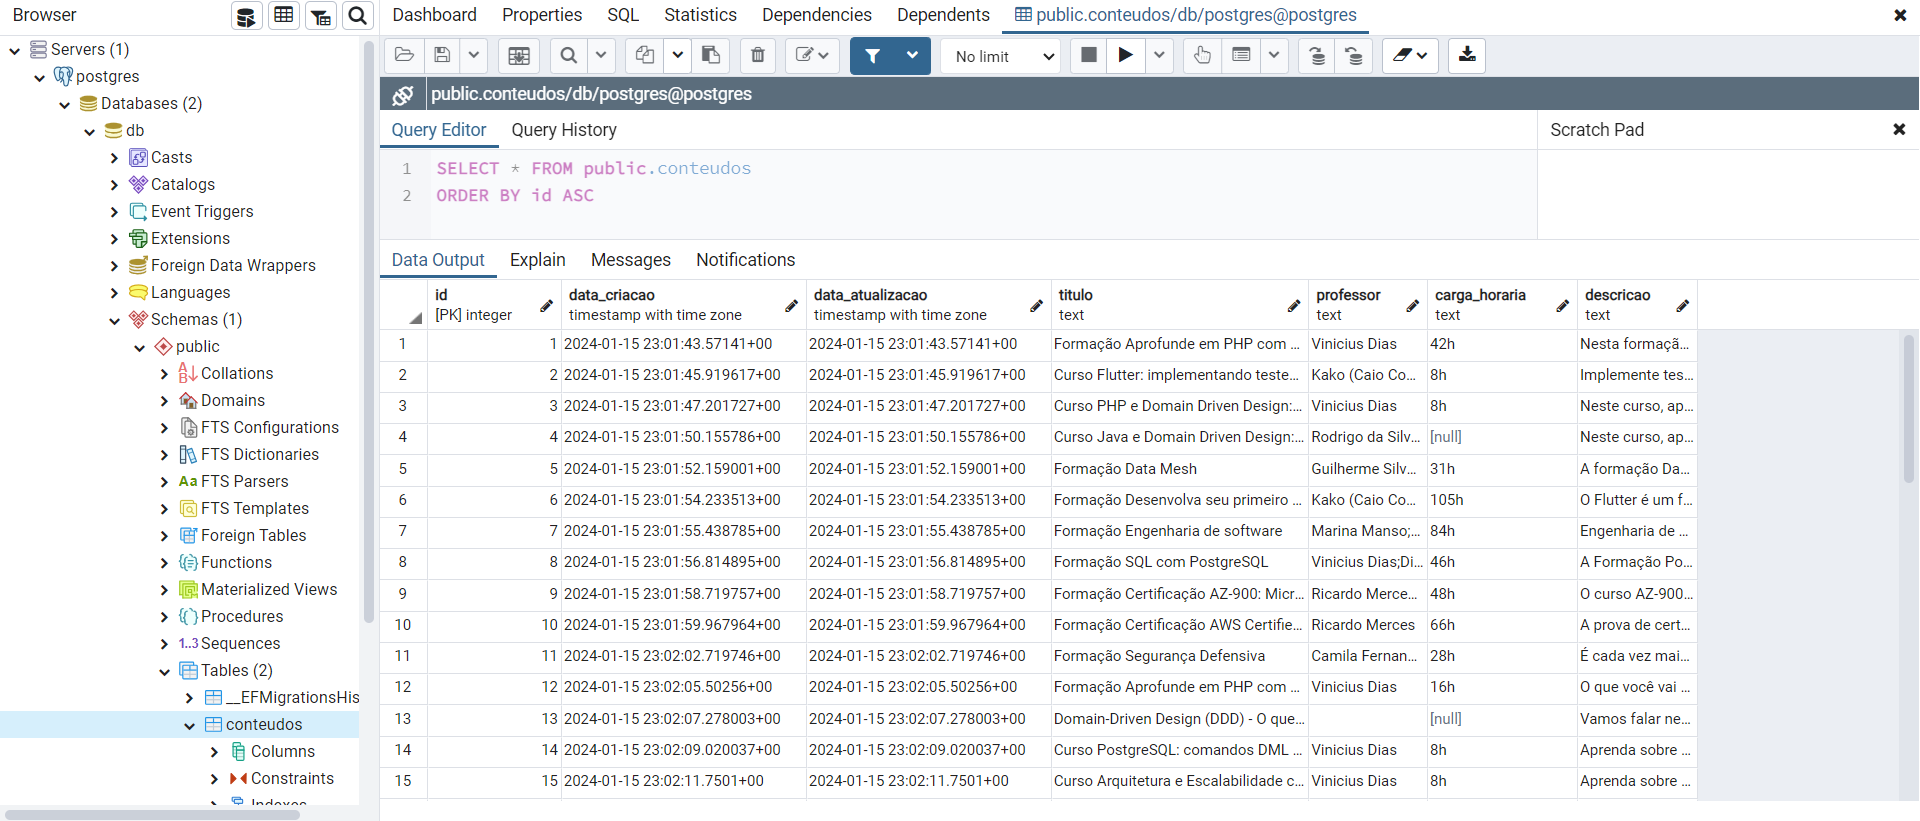 Browser
Dashboard Properties SQL Statistics Dependencies Dependents public.conteudos/db/postgres@postgres
Servers (1)
postgres
Databases (2)
db
Casts
Catalogs
Event Triggers
Extensions
Foreign Data Wrappers
Languages
Schemas (1)
public
Collations
Domains
FTS Configurations
FTS Dictionaries
Aa FTS Parsers
FTS Templates
Foreign Tables
Functions
Materialized Views
Procedures
1..3 Sequences
Tables (2)
__EFMigrationsHis
conteudos
Columns
Constraints
Indexes
No limit
public.conteudos/db/postgres@postgres
Query Editor Query History
Scratch Pad
1 SELECT * FROM public.conteudos
2 ORDER BY id ASC
Data Output Explain Messages Notifications
id data_criacao data_atualizacao titulo professor carga_horaria descricao
[PK] integer timestamp with time zone timestamp with time zone text text text text
1 1 2024-01-15 23:01:43.57141+00 2024-01-15 23:01:43.57141+00 Formação Aprofunde em PHP com ... Vinicius Dias 42h Nesta formaçã...
2 2 2024-01-15 23:01:45.919617+00 2024-01-15 23:01:45.919617+00 Curso Flutter: implementando teste... Kako (Caio Co... 8h Implemente tes...
3 3 2024-01-15 23:01:47.201727+00 2024-01-15 23:01:47.201727+00 Curso PHP e Domain Driven Design:... Vinicius Dias 8h Neste curso, ap...
4 4 2024-01-15 23:01:50.155786+00 2024-01-15 23:01:50.155786+00 Curso Java e Domain Driven Design:... Rodrigo da Silv... [null] Neste curso, ap...
5 5 2024-01-15 23:01:52.159001+00 2024-01-15 23:01:52.159001+00 Formação Data Mesh Guilherme Silv... 31h A formação Da...
6 6 2024-01-15 23:01:54.233513+00 2024-01-15 23:01:54.233513+00 Formação Desenvolva seu primeiro ... Kako (Caio Co... 105h O Flutter é um f...
7 7 2024-01-15 23:01:55.438785+00 2024-01-15 23:01:55.438785+00 Formação Engenharia de software Marina Manso;... 84h Engenharia de ...
8 8 2024-01-15 23:01:56.814895+00 2024-01-15 23:01:56.814895+00 Formação SQL com PostgreSQL Vinicius Dias;Di... 46h A Formação Po...
9 9 2024-01-15 23:01:58.719757+00 2024-01-15 23:01:58.719757+00 Formação Certificação AZ-900: Micr... Ricardo Merce... 48h O curso AZ-900...
10 10 2024-01-15 23:01:59.967964+00 2024-01-15 23:01:59.967964+00 Formação Certificação AWS Certifie... Ricardo Merces 66h A prova de cert...
11 11 2024-01-15 23:02:02.719746+00 2024-01-15 23:02:02.719746+00 Formação Segurança Defensiva Camila Fernan... 28h É cada vez mai...
12 12 2024-01-15 23:02:05.50256+00 2024-01-15 23:02:05.50256+00 Formação Aprofunde em PHP com ... Vinicius Dias 16h O que você vai ...
13 13 2024-01-15 23:02:07.278003+00 2024-01-15 23:02:07.278003+00 Domain-Driven Design (DDD) - O que... [null] Vamos falar ne...
14 14 2024-01-15 23:02:09.020037+00 2024-01-15 23:02:09.020037+00 Curso PostgreSQL: comandos DML ... Vinicius Dias 8h Aprenda sobre ...
15 15 2024-01-15 23:02:11.7501+00 2024-01-15 23:02:11.7501+00 Curso Arquitetura e Escalabilidade c... Vinicius Dias 8h Aprenda sobre ...